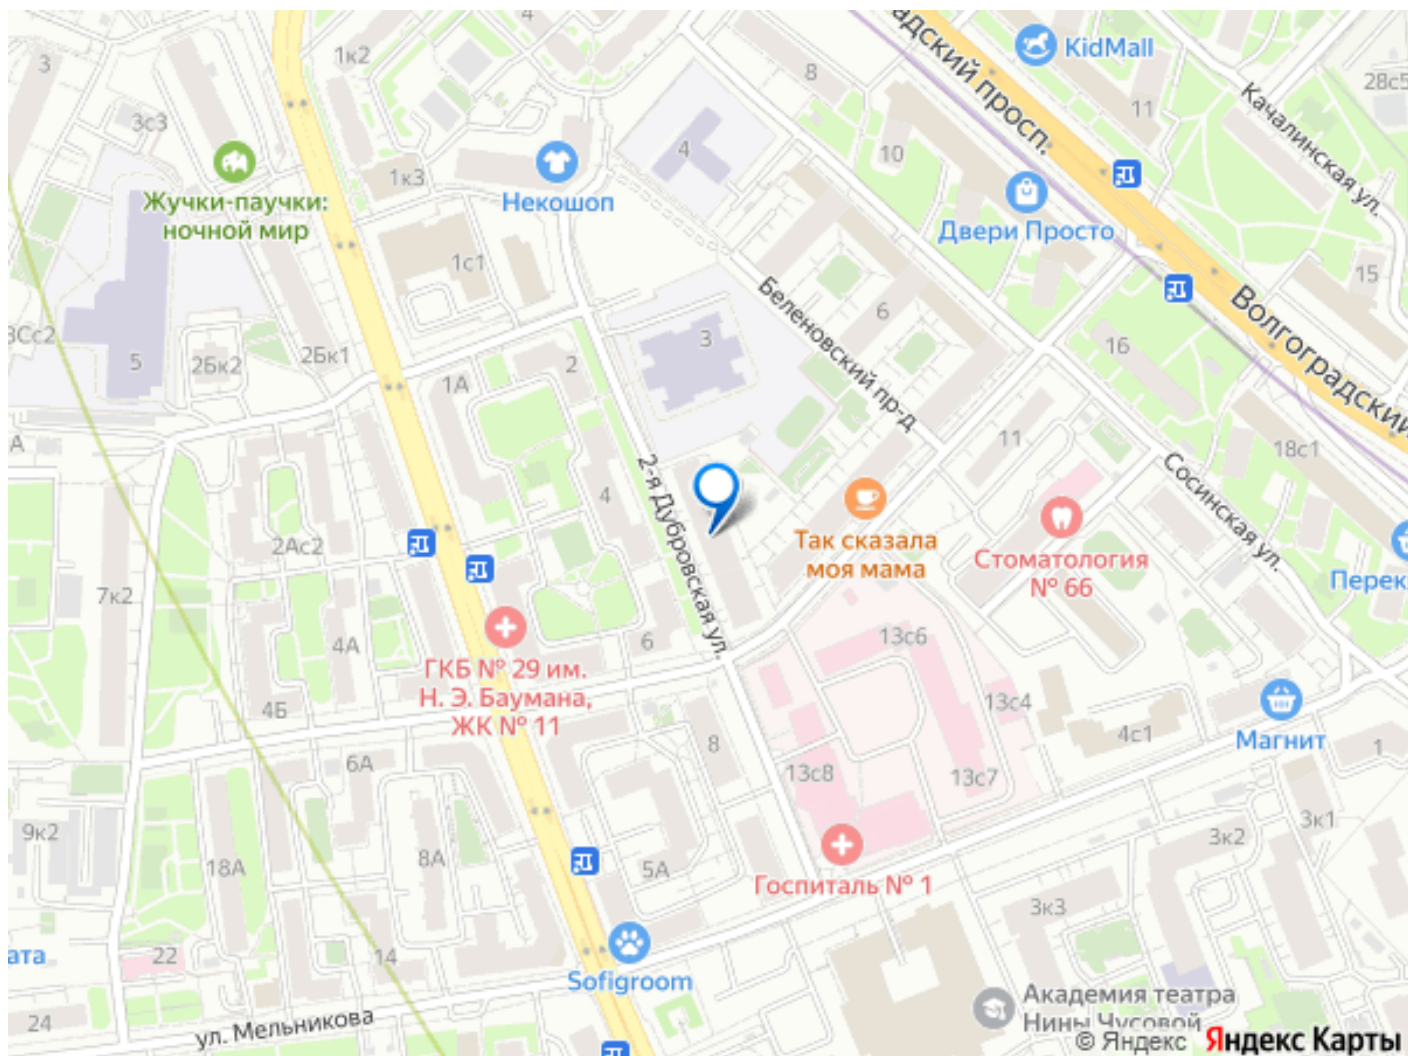 4
1к2
8
адский просп.
KidMall
28с5
3
11
Качалинская ул.
3с3
4
10
1к3
Жучки-паучки:
ночной мир
Некошоп
Двери Просто
1с1
15
Беленовский пр-д
6
Волгоградский
3Сс2
5
2Бк2
2Бк1
2
3
16
1А
А
11
18с1
2-я Дубровская ул.
4
Сосинская ул.
2Ас2
Так сказала
моя мама
Стоматология
№ 66
Перек
7к2
4А
6
13с6
ГКБ № 29 им.
Н. Э. Баумана,
ЖК № 11
4Б
13с4
4с1
Магнит
1
8
6А
13с8
13с7
9к2
3к1
3к2
18А
8А
5А
Госпиталь № 1
3к3
ата
22
14
Sofigroom
24
ул. Мельникова
Академия театра
Нины Чусовой
© Яндекс Яндекс Карты